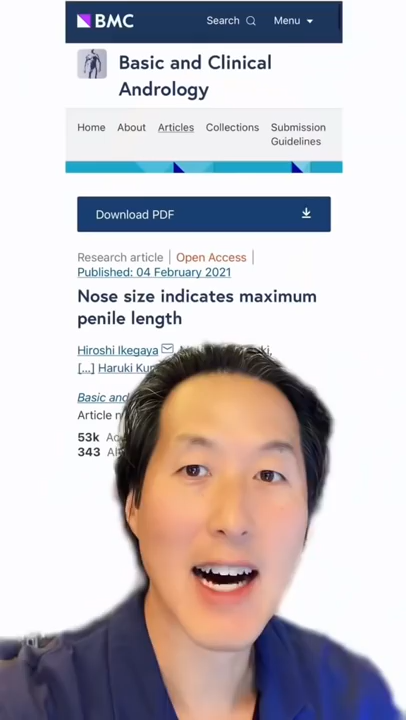 BMC
Search
Menu
Basic and Clinical
Andrology
Home
About
Articles
Collections
Submission
Guidelines
Download PDF
Research article | Open Access |
Published: 04 February 2021
Nose size indicates maximum
penile length
Hiroshi Ikegaya
[...] Haruki
Basic and
Article
53k
343